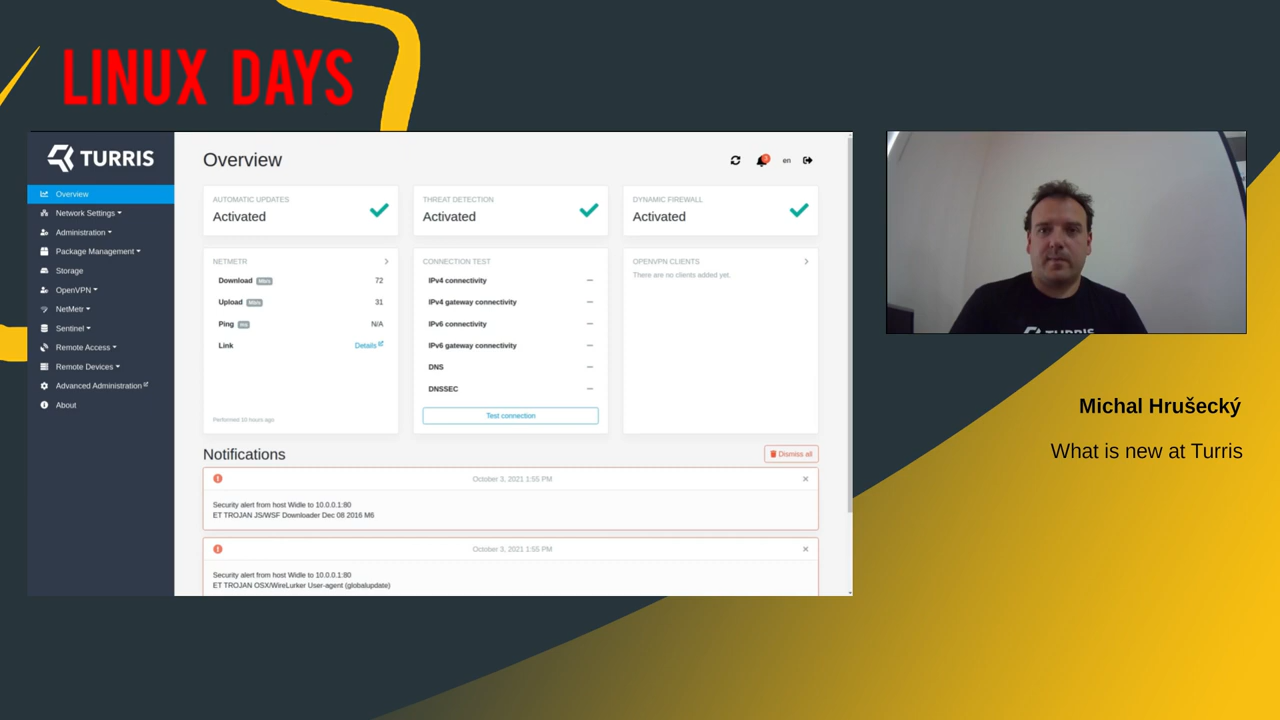 LINUX DAYS
TURRIS
Overview
Network Settings
Administration
Package Management
Storage
OpenVPN
NetMetr
Sentinel
Remote Access
Remote Devices
Advanced Administration
About
Overview
en
AUTOMATIC UPDATES
Activated
THREAT DETECTION
Activated
DYNAMIC FIREWALL
Activated
NETMETR
Download Mb/s 72
Upload Mb/s 31
Ping ms N/A
Link Details
Performed 10 hours ago
CONNECTION TEST
IPv4 connectivity —
IPv4 gateway connectivity —
IPv6 connectivity —
IPv6 gateway connectivity —
DNS —
DNSSEC —
Test connection
OPENVPN CLIENTS
There are no clients added yet.
Notifications
Dismiss all
October 3, 2021 1:55 PM
Security alert from host Widle to 10.0.0.1:80
ET TROJAN JS/WSF Downloader Dec 08 2016 M6
October 3, 2021 1:55 PM
Security alert from host Widle to 10.0.0.1:80
ET TROJAN OSX/WireLurker User-agent (globalupdate)
TURRIS
Michal Hrušecký
What is new at Turris